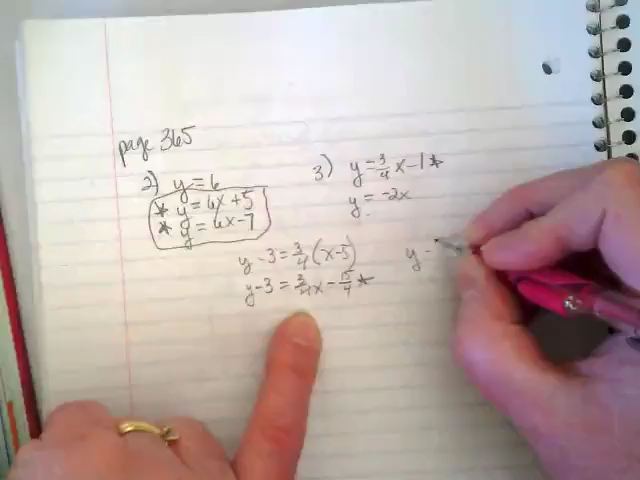 page 365
2) y = 6
* y = 6x + 5
* y = 6x - 7
3) y = 3/4 x - 1 *
y = -2x
y - 3 = 3/4 (x - 5)
y - 3 = 3/4 x - 15/4 *
y -